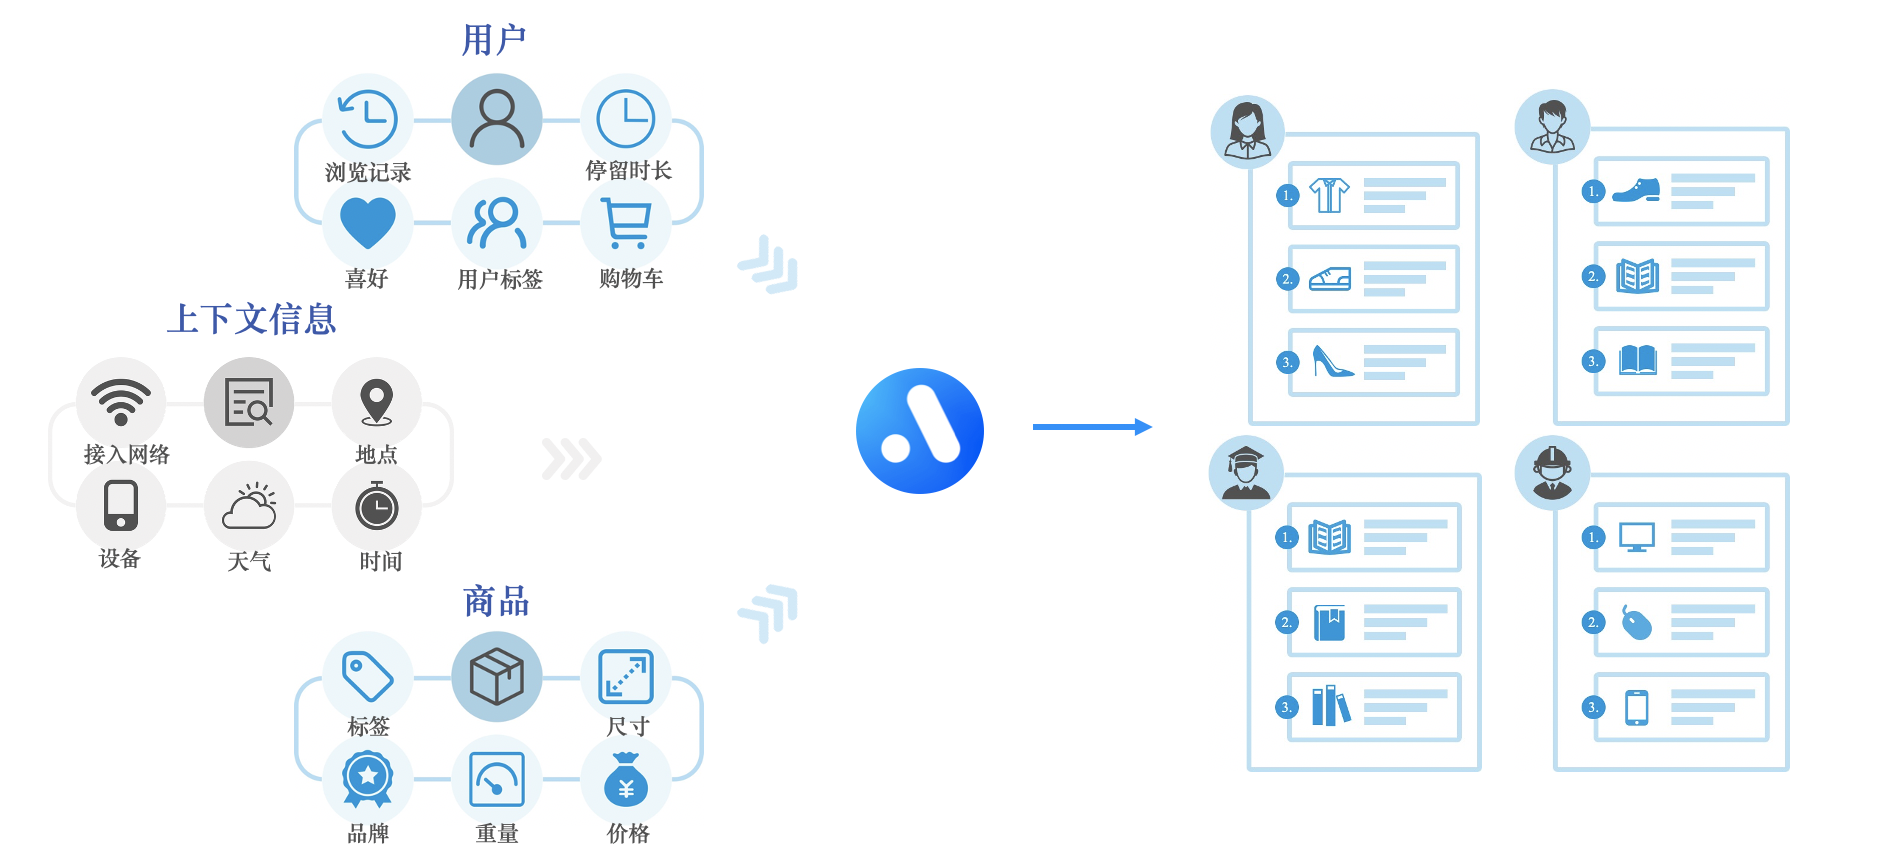 用户
浏览记录
停留时长
喜好
用户标签
购物车
上下文信息
接入网络
地点
设备
天气
时间
商品
标签
尺寸
品牌
重量
价格
¥
1.
2.
3.
1.
2.
3.
1.
2.
3.
1.
2.
3.